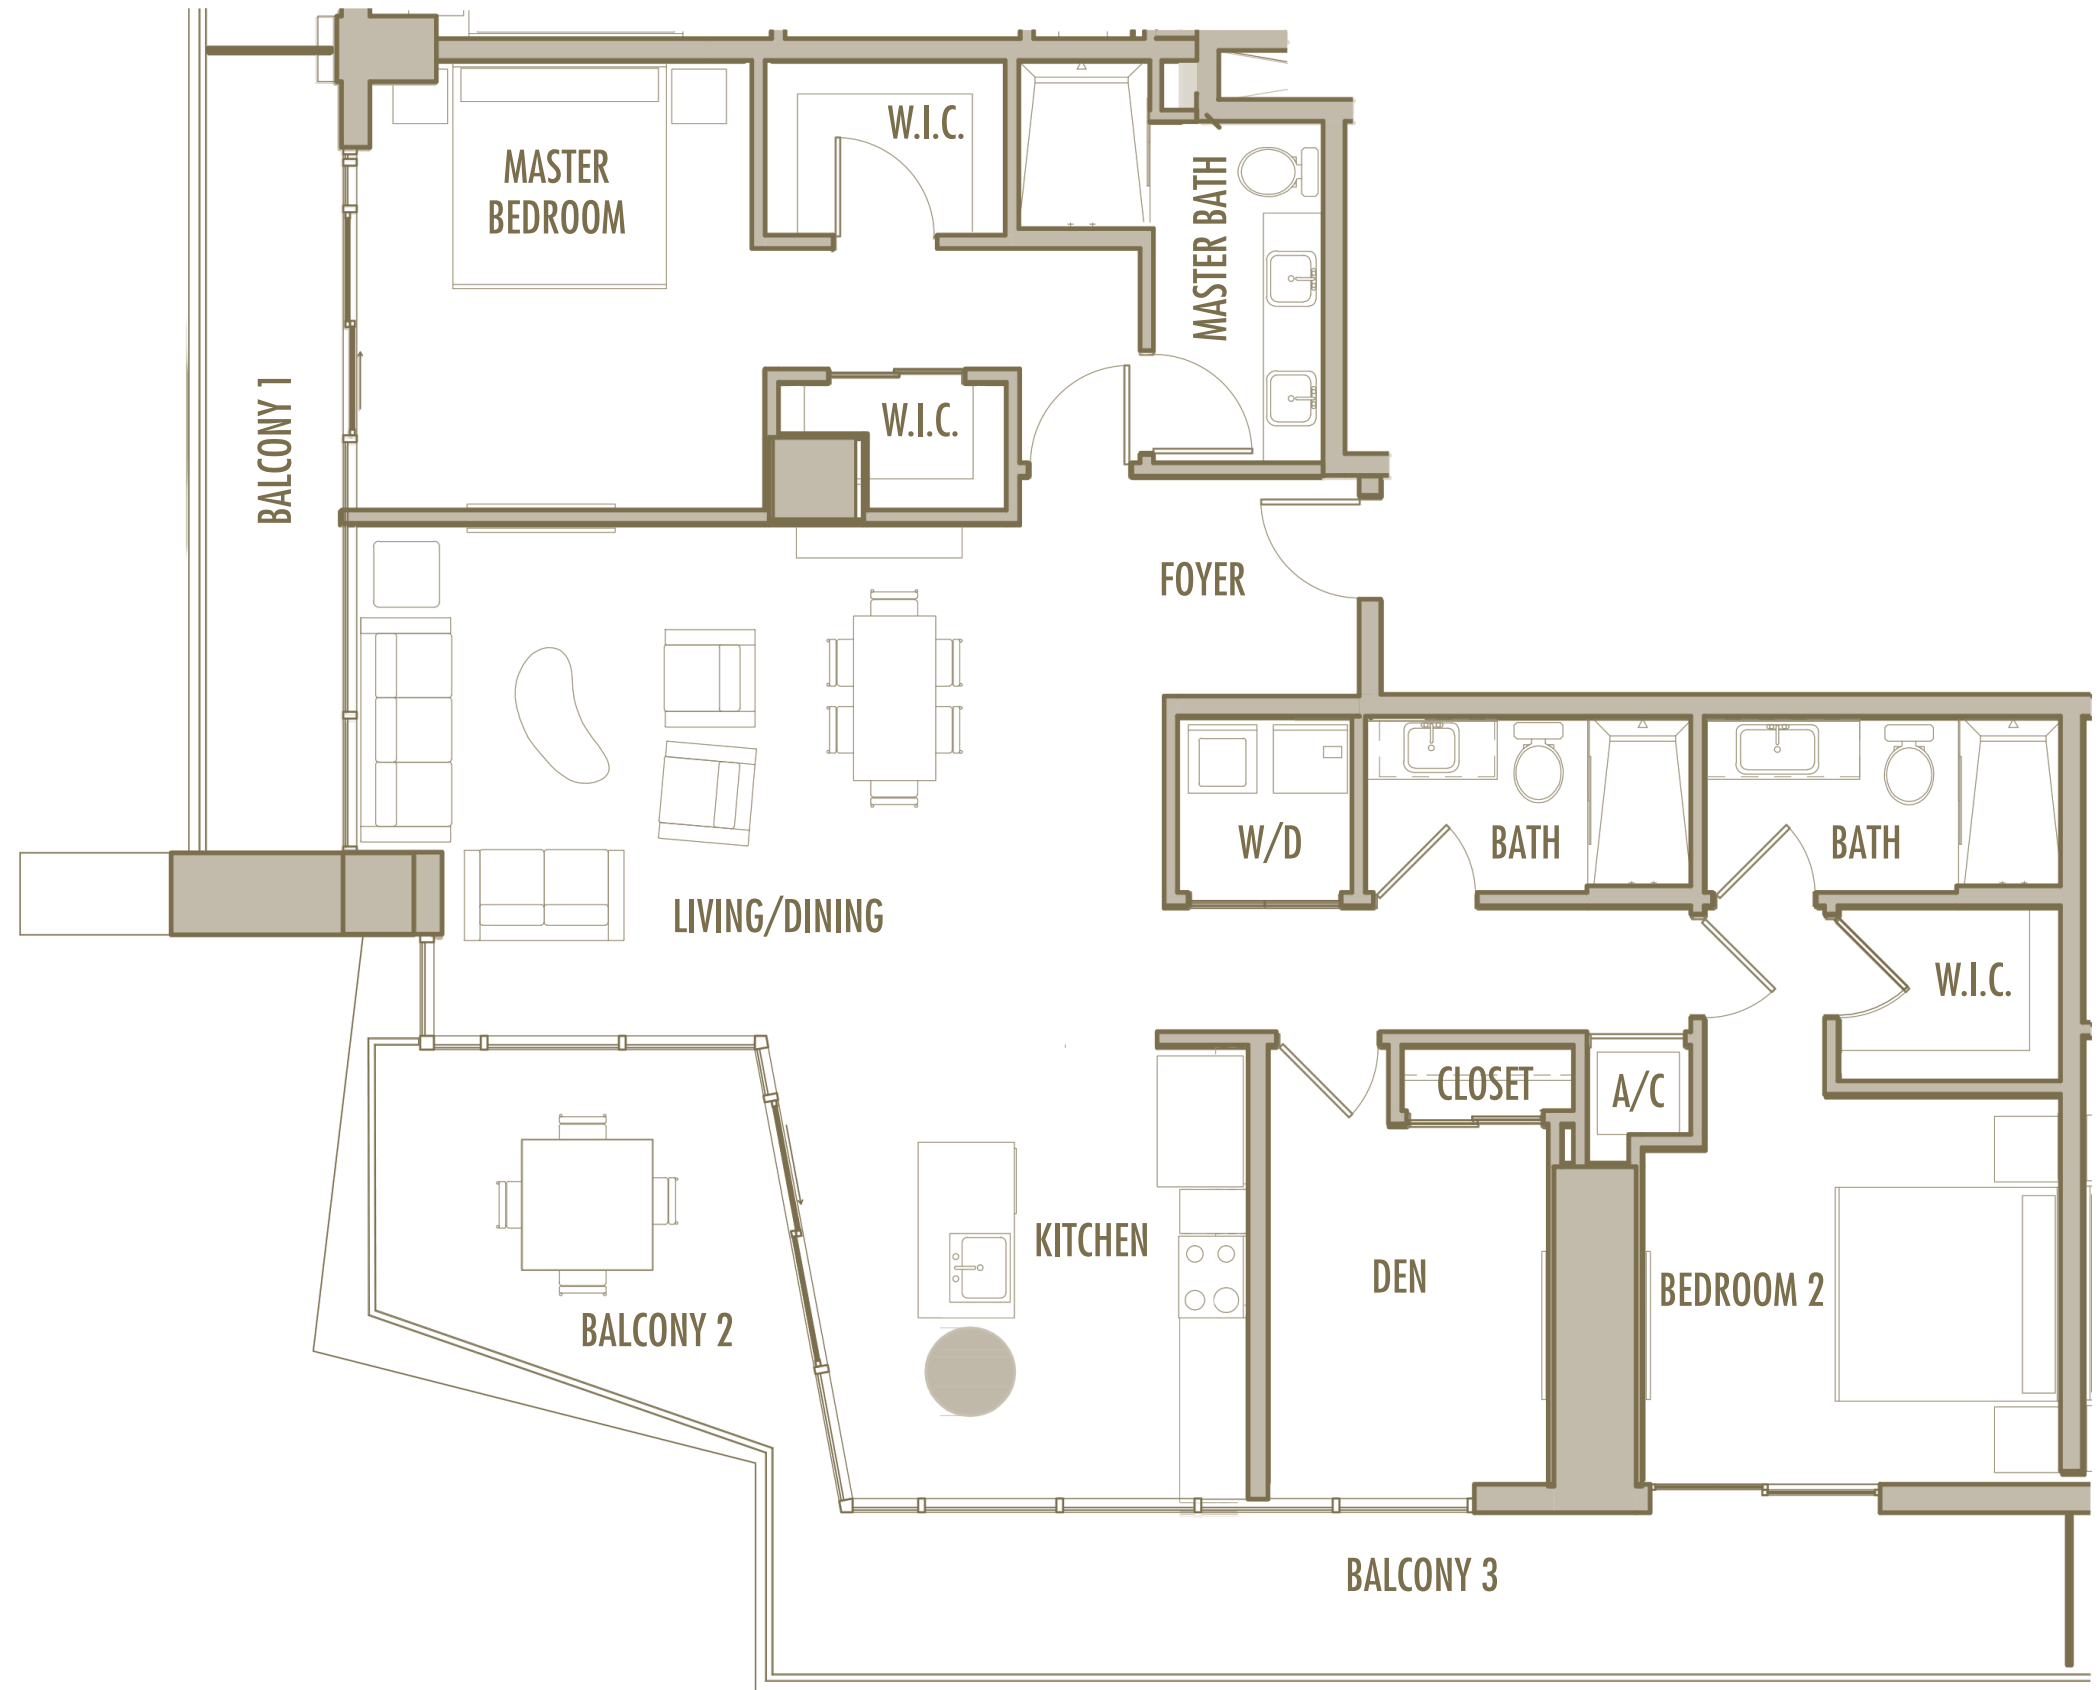 W.I.C.
MASTER
BEDROOM
MASTER BATH
BALCONY 1
W.I.C.
FOYER
W/D
BATH
BATH
LIVING/DINING
W.I.C.
CLOSET
A/C
KITCHEN
DEN
BEDROOM 2
BALCONY 2
BALCONY 3